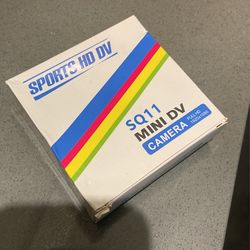 SPORTS HD DV
SQ11
MINI DV
CAMERA
FULL HD